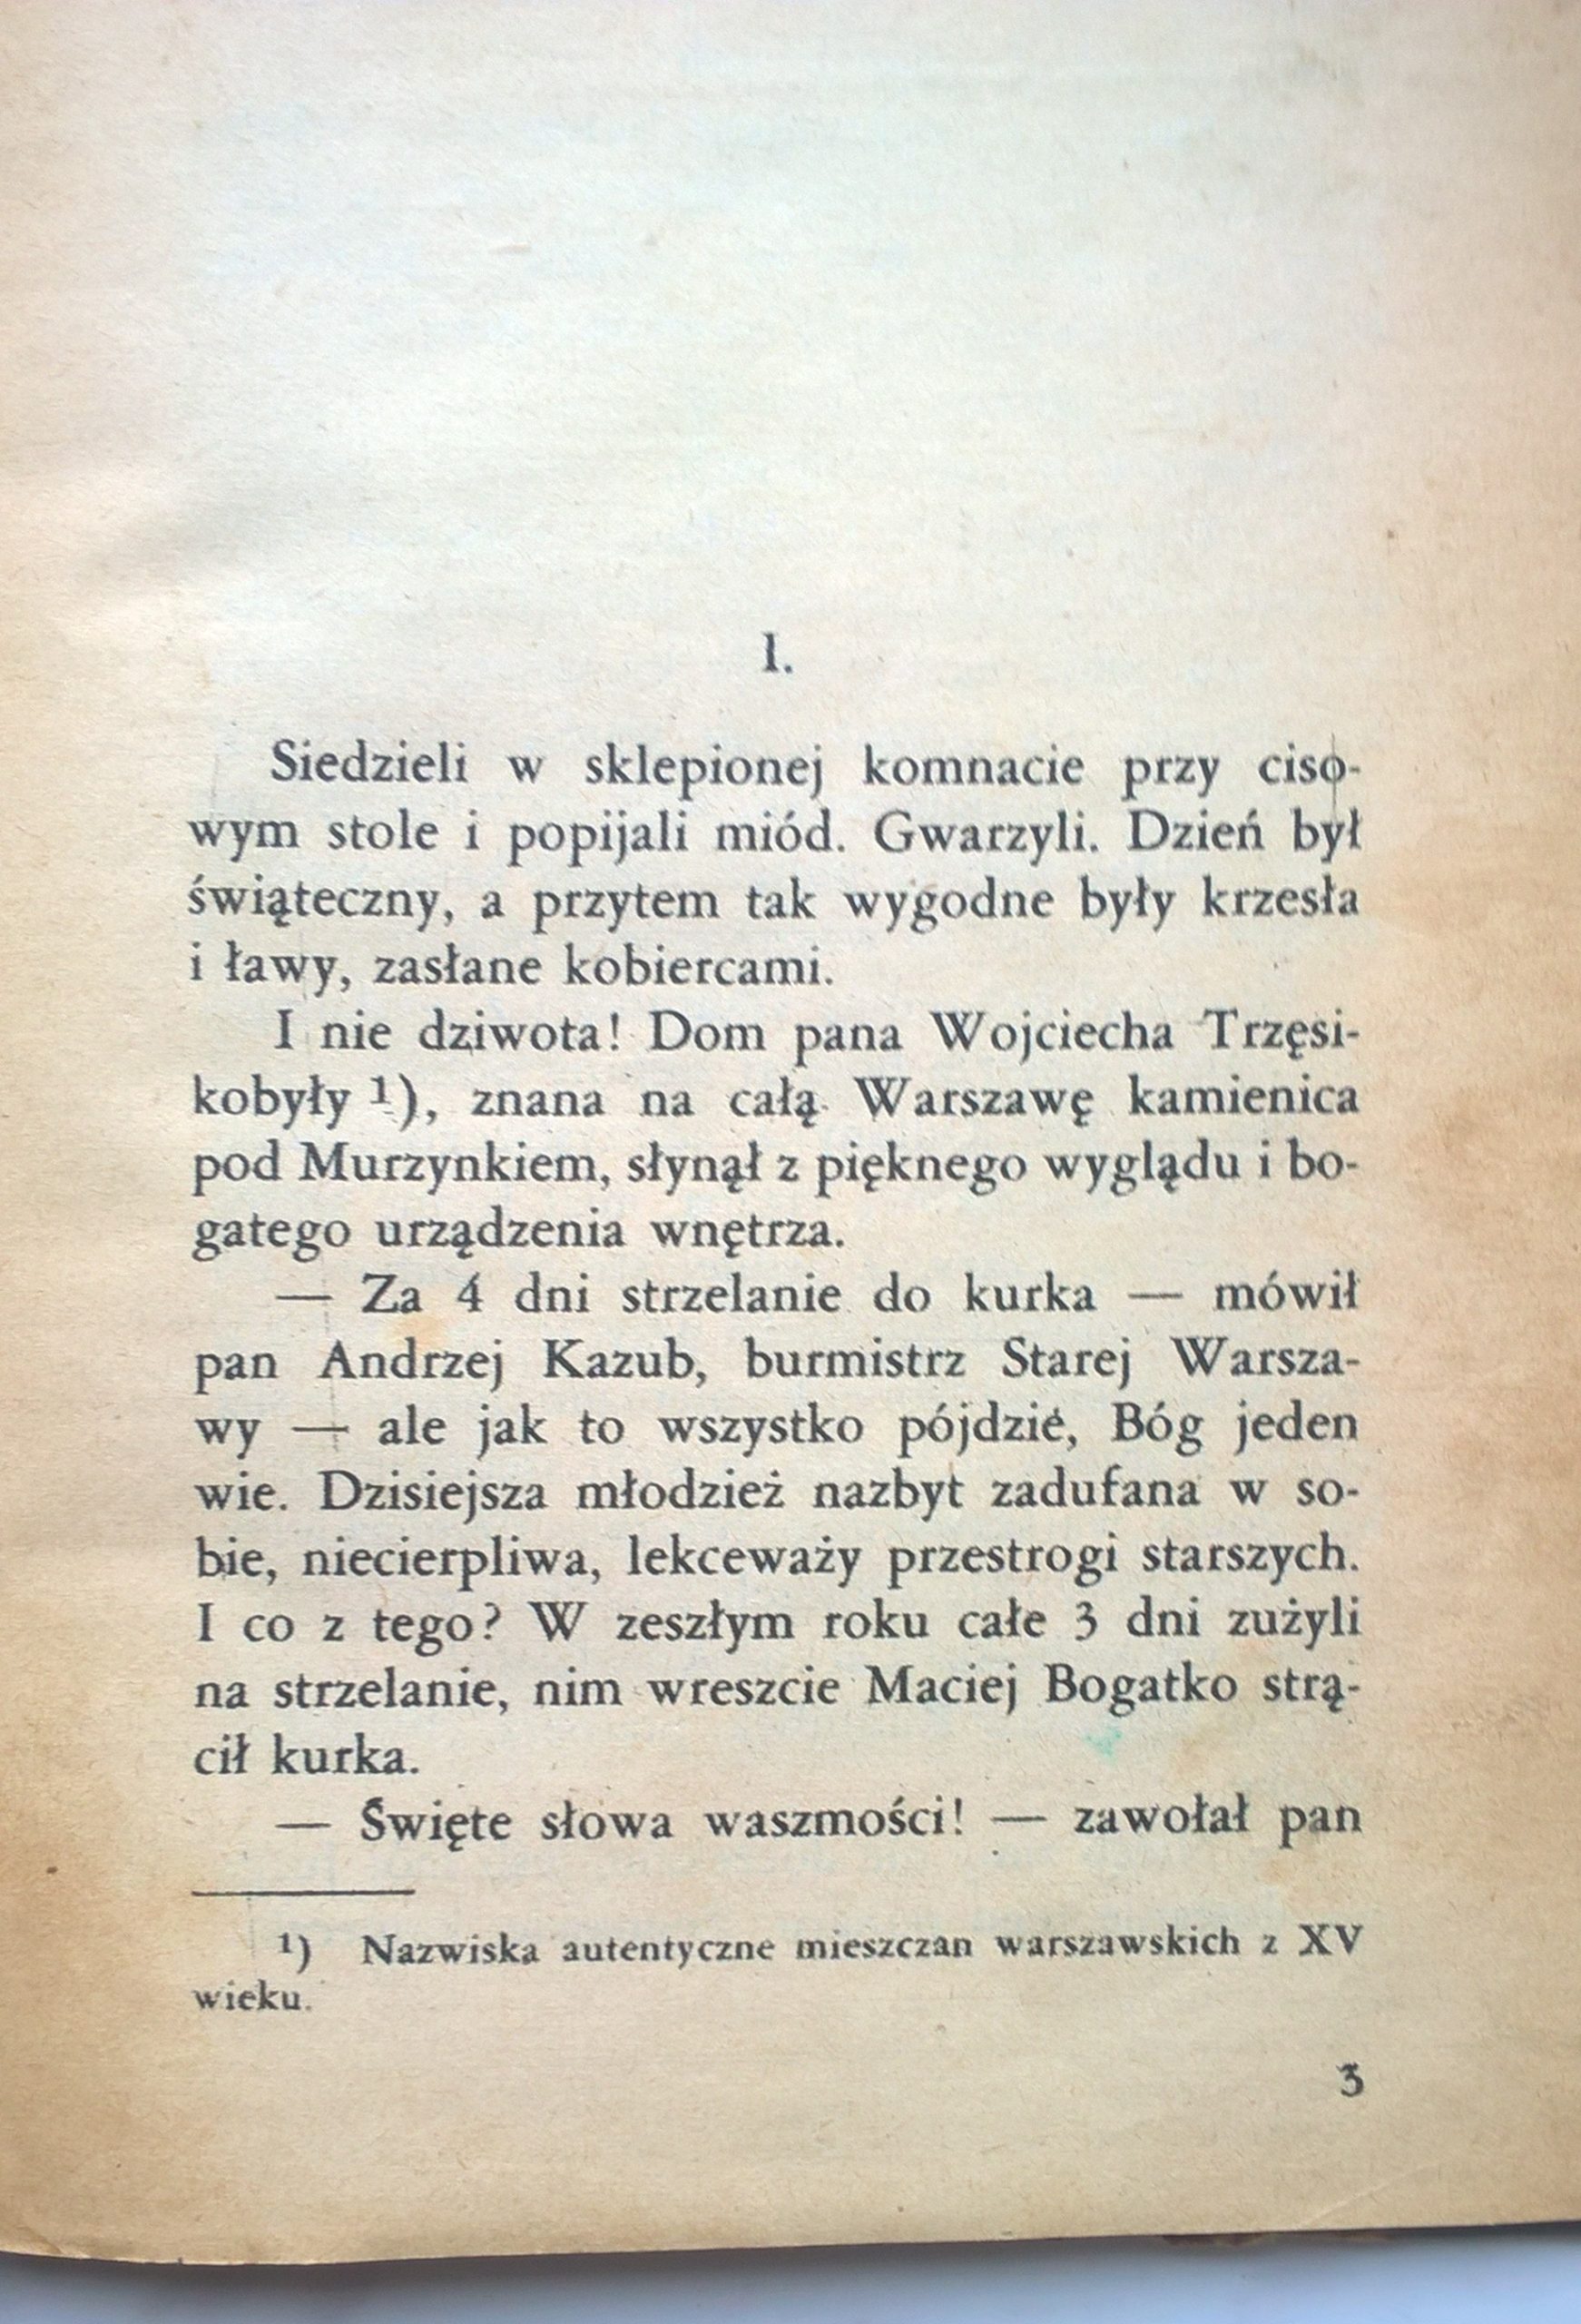 1.
Siedzieli w sklepionej komnacie przy ciso-
wym stole i popijali miód. Gwarzyli. Dzień był
świąteczny, a przytem tak wygodne były krzesła
i ławy, zasłane kobiercami.
I nie dziwota! Dom pana Wojciecha Trzęsi-
kobyły ¹), znana na całą Warszawę kamienica
pod Murzynkiem, słynął z pięknego wyglądu i bo-
gatego urządzenia wnętrza.
— Za 4 dni strzelanie do kurka — mówił
pan Andrzej Kazub, burmistrz Starej Warsza-
wy — ale jak to wszystko pójdzie, Bóg jeden
wie. Dzisiejsza młodzież nazbyt zadufana w so-
bie, niecierpliwa, lekceważy przestrogi starszych.
I co z tego? W zeszłym roku całe 3 dni zużyli
na strzelanie, nim wreszcie Maciej Bogatko strą-
cił kurka.
— Święte słowa waszmości! — zawołał pan
¹) Nazwiska autentyczne mieszczan warszawskich z XV
wieku.
3